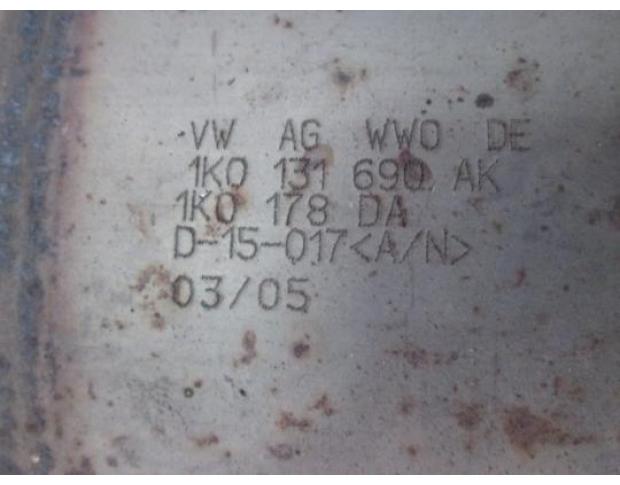 VW AG WWO DE
1K0 131 690 AK
1K0 178 DA
D-15-017<A/N>
03/05